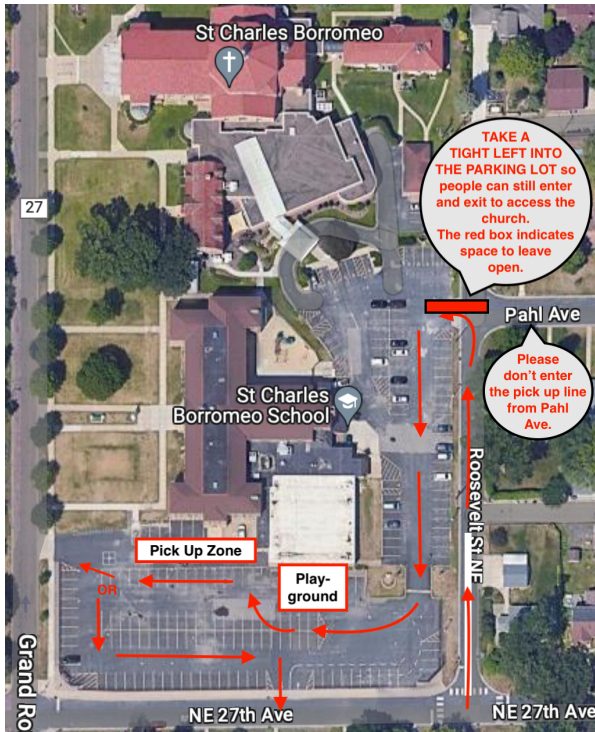 St Charles Borromeo
27
TAKE A
TIGHT LEFT INTO
THE PARKING LOT so
people can still enter
and exit to access the
church.
The red box indicates
space to leave
open.
Pahl Ave
Please
don't enter
the pick up line
from Pahl
Ave.
St Charles
Borromeo School
Roosevelt St NE
Pick Up Zone
Play-
ground
OR
Grand Ro
NE 27th Ave
NE 27th Ave